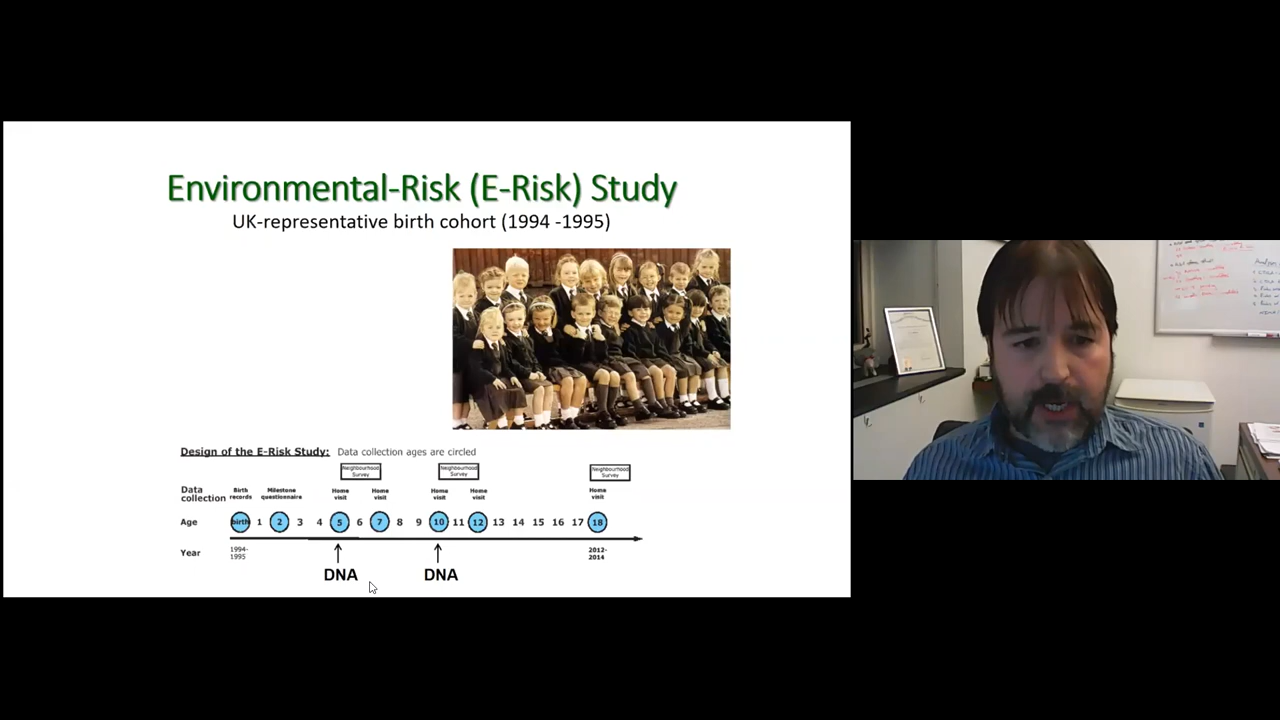 Environmental-Risk (E-Risk) Study
UK-representative birth cohort (1994 -1995)
Design of the E-Risk Study: Data collection ages are circled
Neighbourhood Survey Neighbourhood Survey Neighbourhood Survey
Data collection Birth records Milestone questionnaire Home visit Home visit Home visit Home visit Home visit
Age birth 1 2 3 4 5 6 7 8 9 10 11 12 13 14 15 16 17 18
Year 1994-1995 2012-2014
DNA DNA